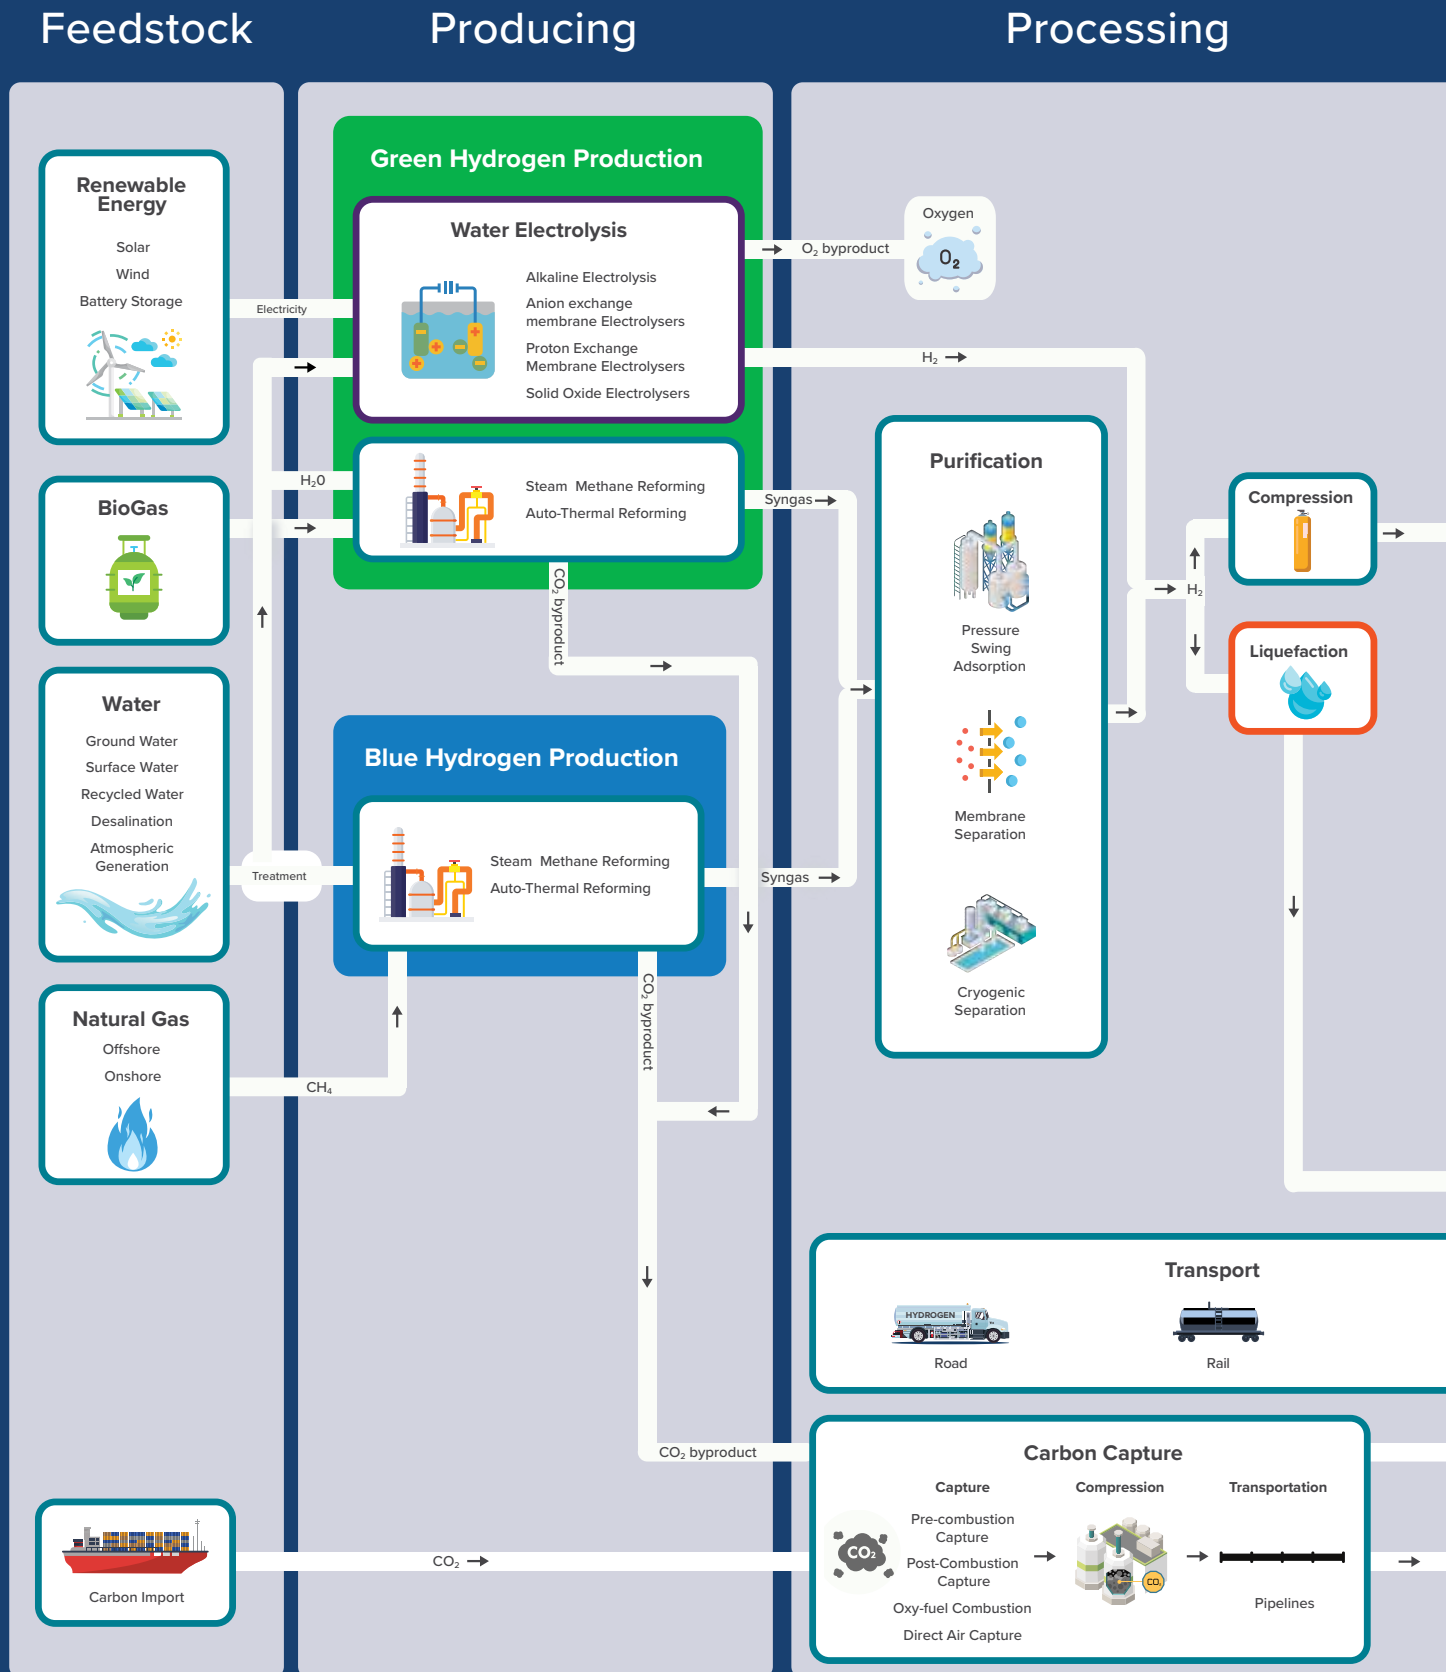 Feedstock
Producing
Processing
Renewable
Energy
Solar
Wind
Battery Storage
Electricity
BioGas
H₂0
Water
Ground Water
Surface Water
Recycled Water
Desalination
Atmospheric
Generation
Treatment
Natural Gas
Offshore
Onshore
CH₄
Carbon Import
CO₂
Green Hydrogen Production
Water Electrolysis
Alkaline Electrolysis
Anion exchange
membrane Electrolysers
Proton Exchange
Membrane Electrolysers
Solid Oxide Electrolysers
Steam Methane Reforming
Auto-Thermal Reforming
CO₂ byproduct
Blue Hydrogen Production
Steam Methane Reforming
Auto-Thermal Reforming
CO₂ byproduct
CO₂ byproduct
O₂ byproduct
Oxygen
O₂
H₂
Syngas
Syngas
Purification
Pressure
Swing
Adsorption
Membrane
Separation
Cryogenic
Separation
H₂
Compression
Liquefaction
Transport
HYDROGEN
Road
Rail
Carbon Capture
Capture
Compression
Transportation
CO₂
Pre-combustion
Capture
Post-Combustion
Capture
Oxy-fuel Combustion
Direct Air Capture
CO₂
Pipelines